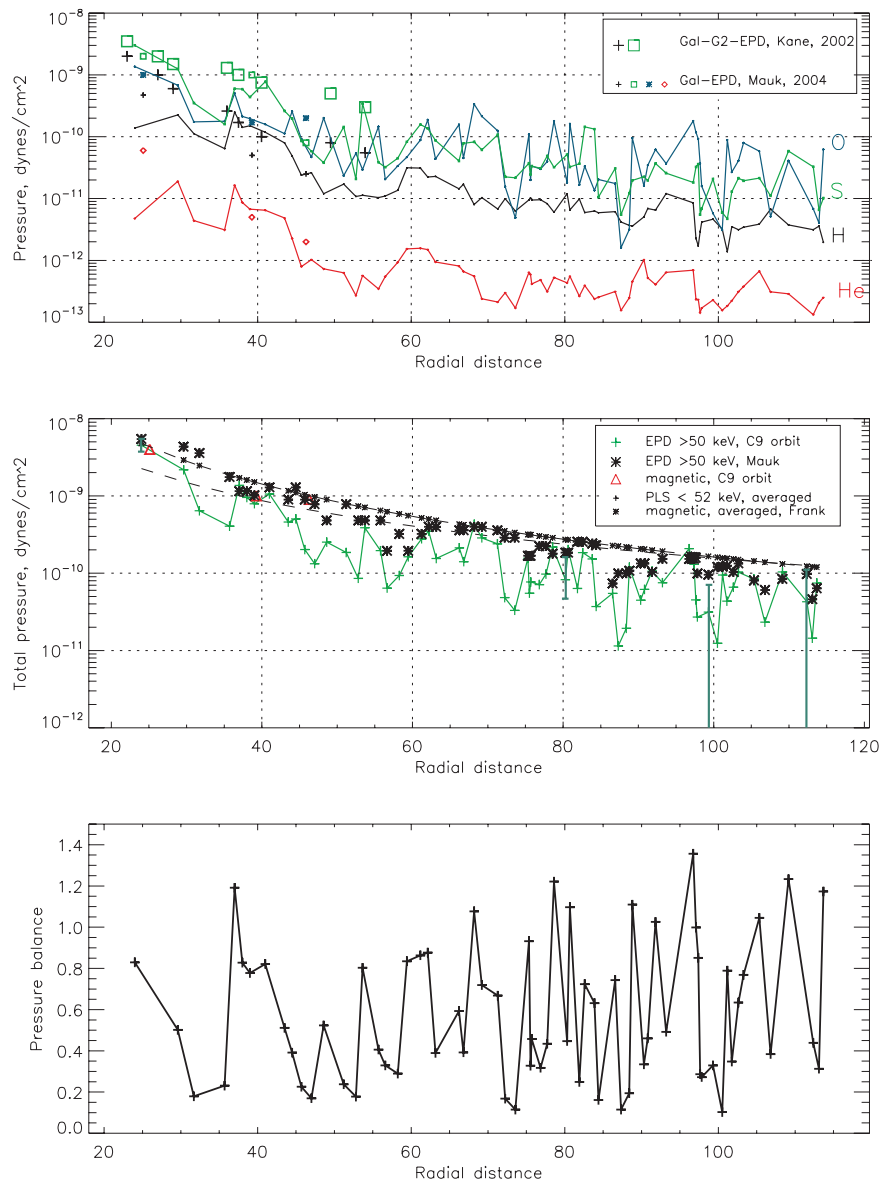 Pressure, dynes/cm^2
10⁻⁸
10⁻⁹
10⁻¹⁰
10⁻¹¹
10⁻¹²
10⁻¹³
Gal-G2-EPD, Kane, 2002
Gal-EPD, Mauk, 2004
O
S
H
He
20 40 60 80 100
Radial distance
Total pressure, dynes/cm^2
10⁻⁸
10⁻⁹
10⁻¹⁰
10⁻¹¹
10⁻¹²
EPD >50 keV, C9 orbit
EPD >50 keV, Mauk
magnetic, C9 orbit
PLS < 52 keV, averaged
magnetic, averaged, Frank
20 40 60 80 100 120
Radial distance
Pressure balance
1.4
1.2
1.0
0.8
0.6
0.4
0.2
0.0
20 40 60 80 100
Radial distance